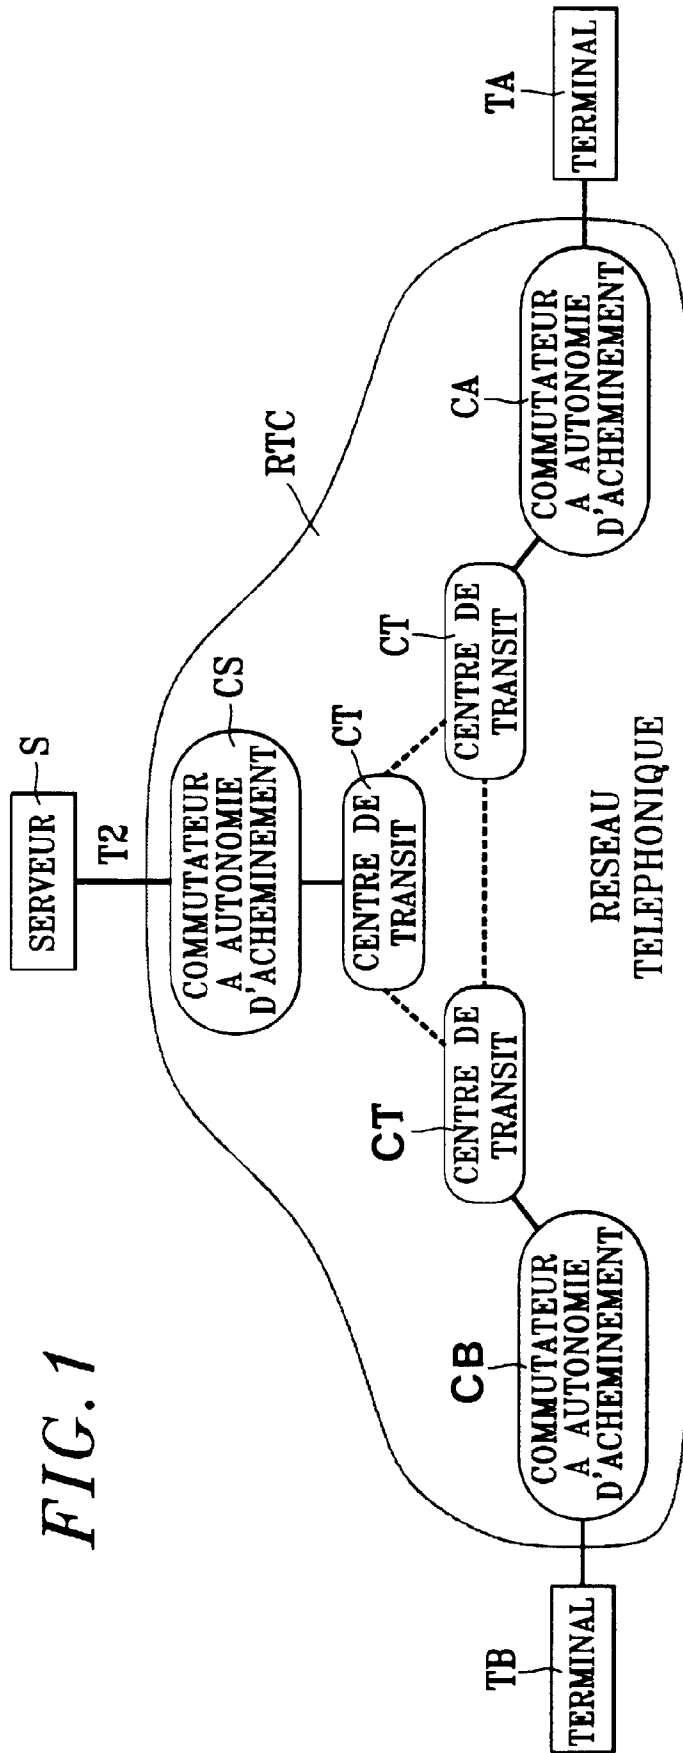 FIG.1
SERVEUR
S
T2
COMMUTATEUR
A AUTONOMIE
D'ACHEMINEMENT
CS
RTC
CENTRE DE
TRANSIT
CT
CT
CENTRE DE
TRANSIT
CT
CENTRE DE
TRANSIT
TB
TERMINAL
CB
COMMUTATEUR
A AUTONOMIE
D'ACHEMINEMENT
CA
COMMUTATEUR
A AUTONOMIE
D'ACHEMINEMENT
TA
TERMINAL
RESEAU
TELEPHONIQUE